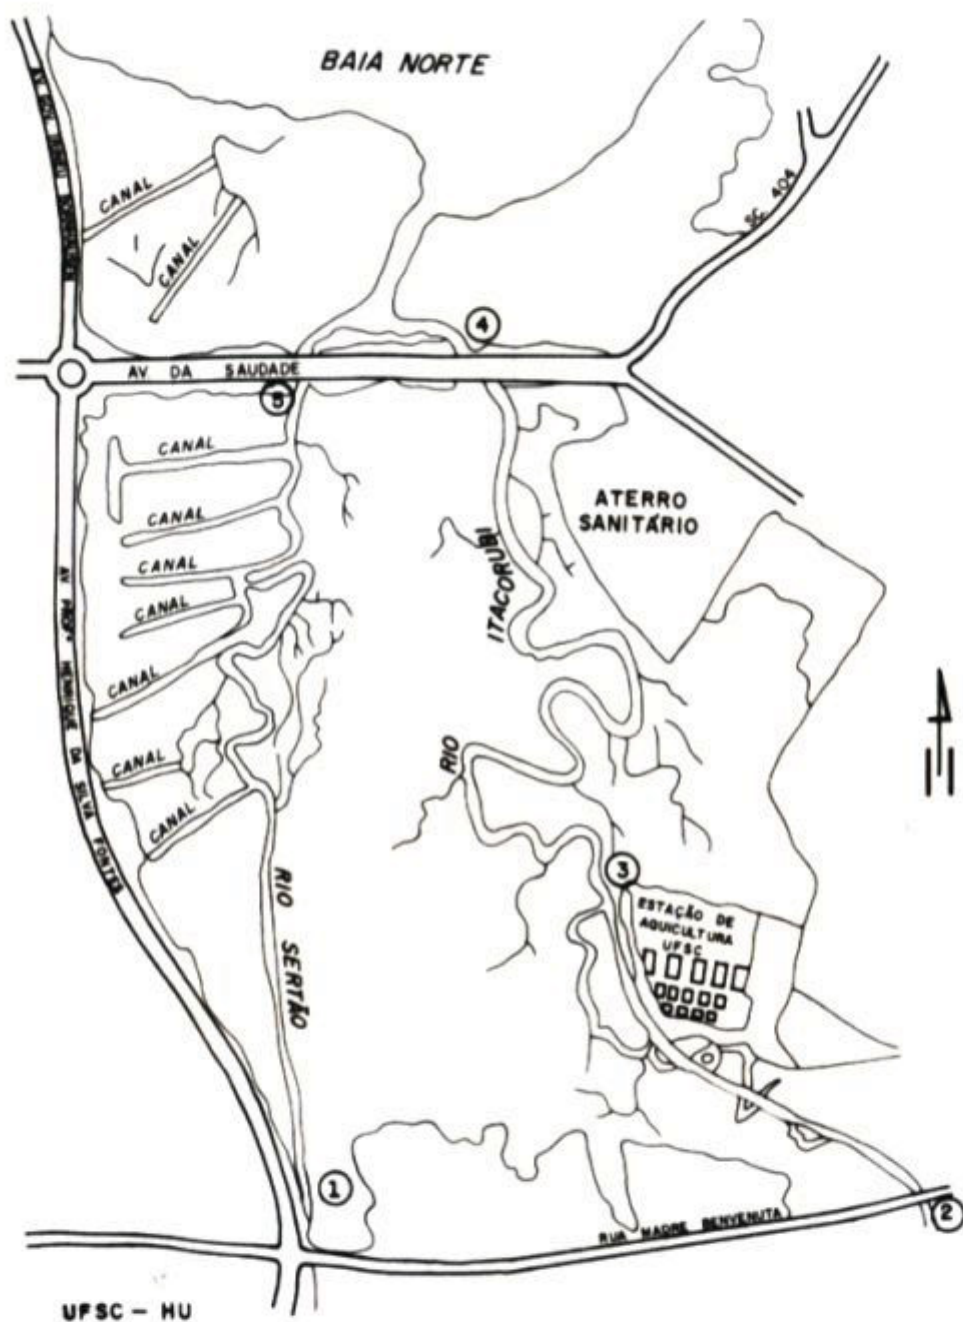 BAIA NORTE
CANAL
CANAL
SC 404
4
AV. DA SAUDADE
5
CANAL
CANAL
CANAL
CANAL
CANAL
CANAL
CANAL
ATERRO
SANITÁRIO
RIO
ITACORUBI
AV PROFº HENRIQUE DA SILVA FONTES
3
ESTAÇÃO DE
AQUICULTURA
UFSC
RIO SERTÃO
1
2
RUA MADRE BENVENUTA
UFSC - HU